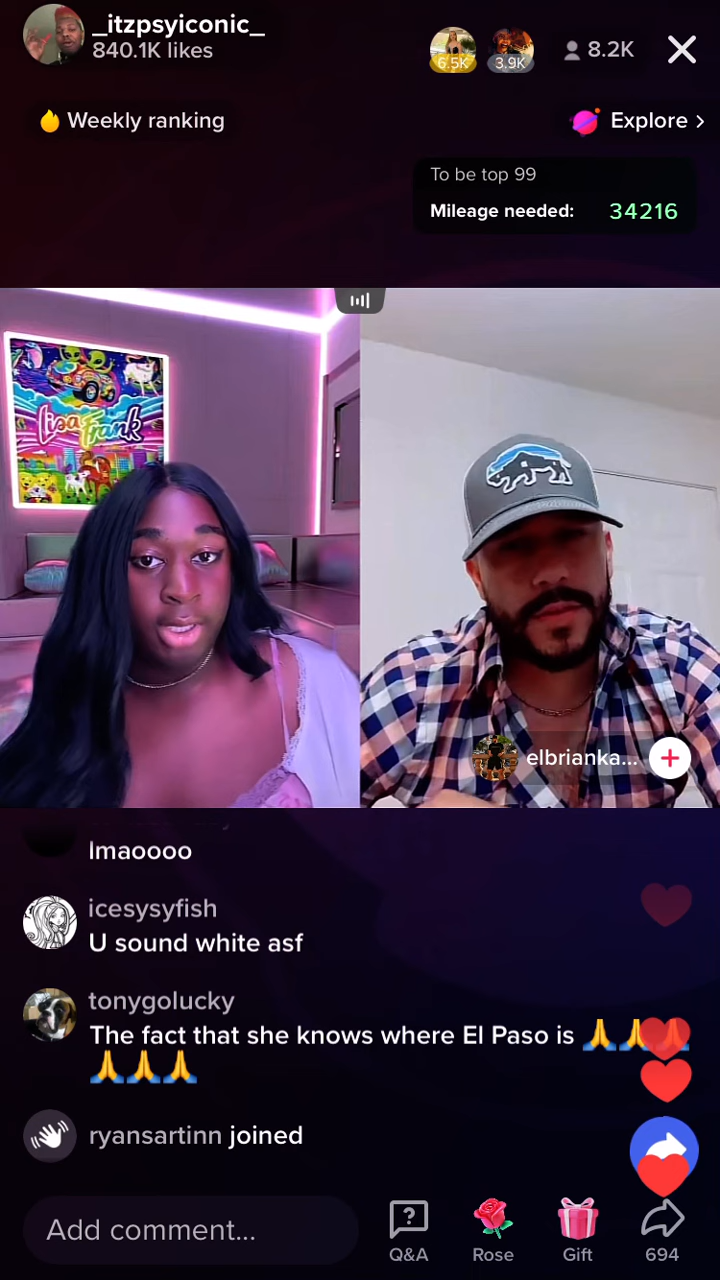 _itzpsyiconic_
840.1K likes
6.5K
3.9K
8.2K
Weekly ranking
Explore >
To be top 99
Mileage needed: 34216
Lisa Frank
elbrianka...
lmaoooo
icesysyfish
U sound white asf
tonygolucky
The fact that she knows where El Paso is 🙏🙏🙏
🙏🙏🙏
ryansartinn joined
Add comment...
Q&A
Rose
Gift
694